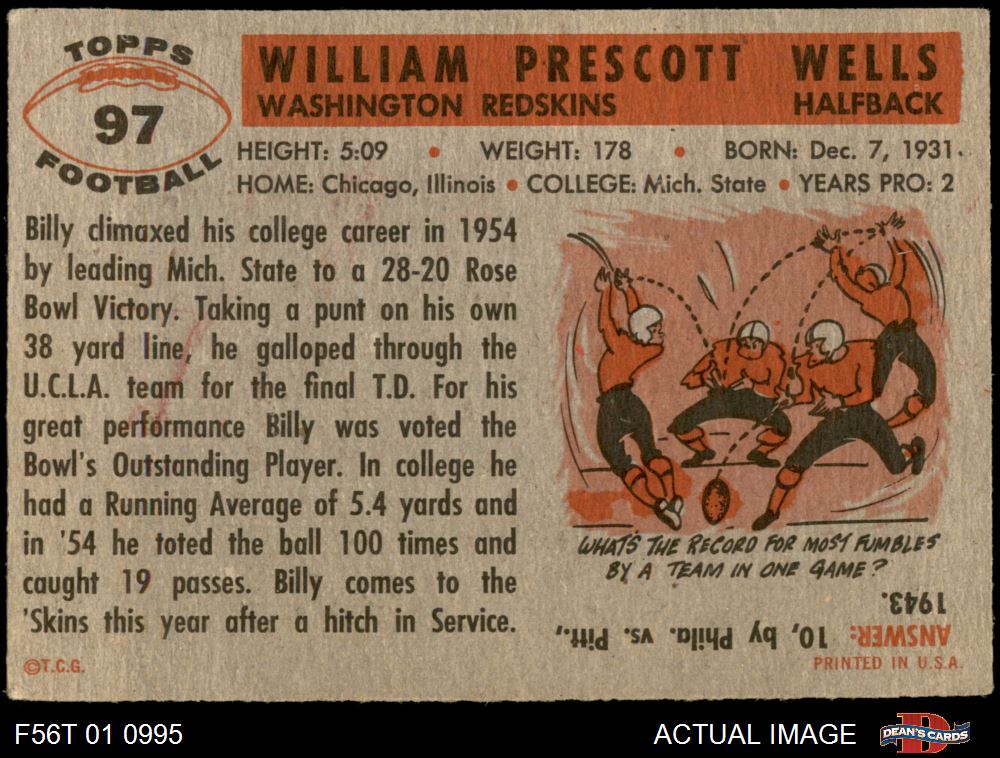 TOPPS
97
FOOTBALL
WILLIAM PRESCOTT WELLS
WASHINGTON REDSKINS HALFBACK
HEIGHT: 5:09 • WEIGHT: 178 • BORN: Dec. 7, 1931.
HOME: Chicago, Illinois • COLLEGE: Mich. State • YEARS PRO: 2
Billy climaxed his college career in 1954
by leading Mich. State to a 28-20 Rose
Bowl Victory. Taking a punt on his own
38 yard line, he galloped through the
U.C.L.A. team for the final T.D. For his
great performance Billy was voted the
Bowl's Outstanding Player. In college he
had a Running Average of 5.4 yards and
in '54 he toted the ball 100 times and
caught 19 passes. Billy comes to the
'Skins this year after a hitch in Service.
©T.C.G.
WHAT'S THE RECORD FOR MOST FUMBLES
BY A TEAM IN ONE GAME?
ANSWER: 10, by Phila. vs. Pitt.,
1943.
PRINTED IN U.S.A.
F56T 01 0995
ACTUAL IMAGE
D
DEAN'S CARDS